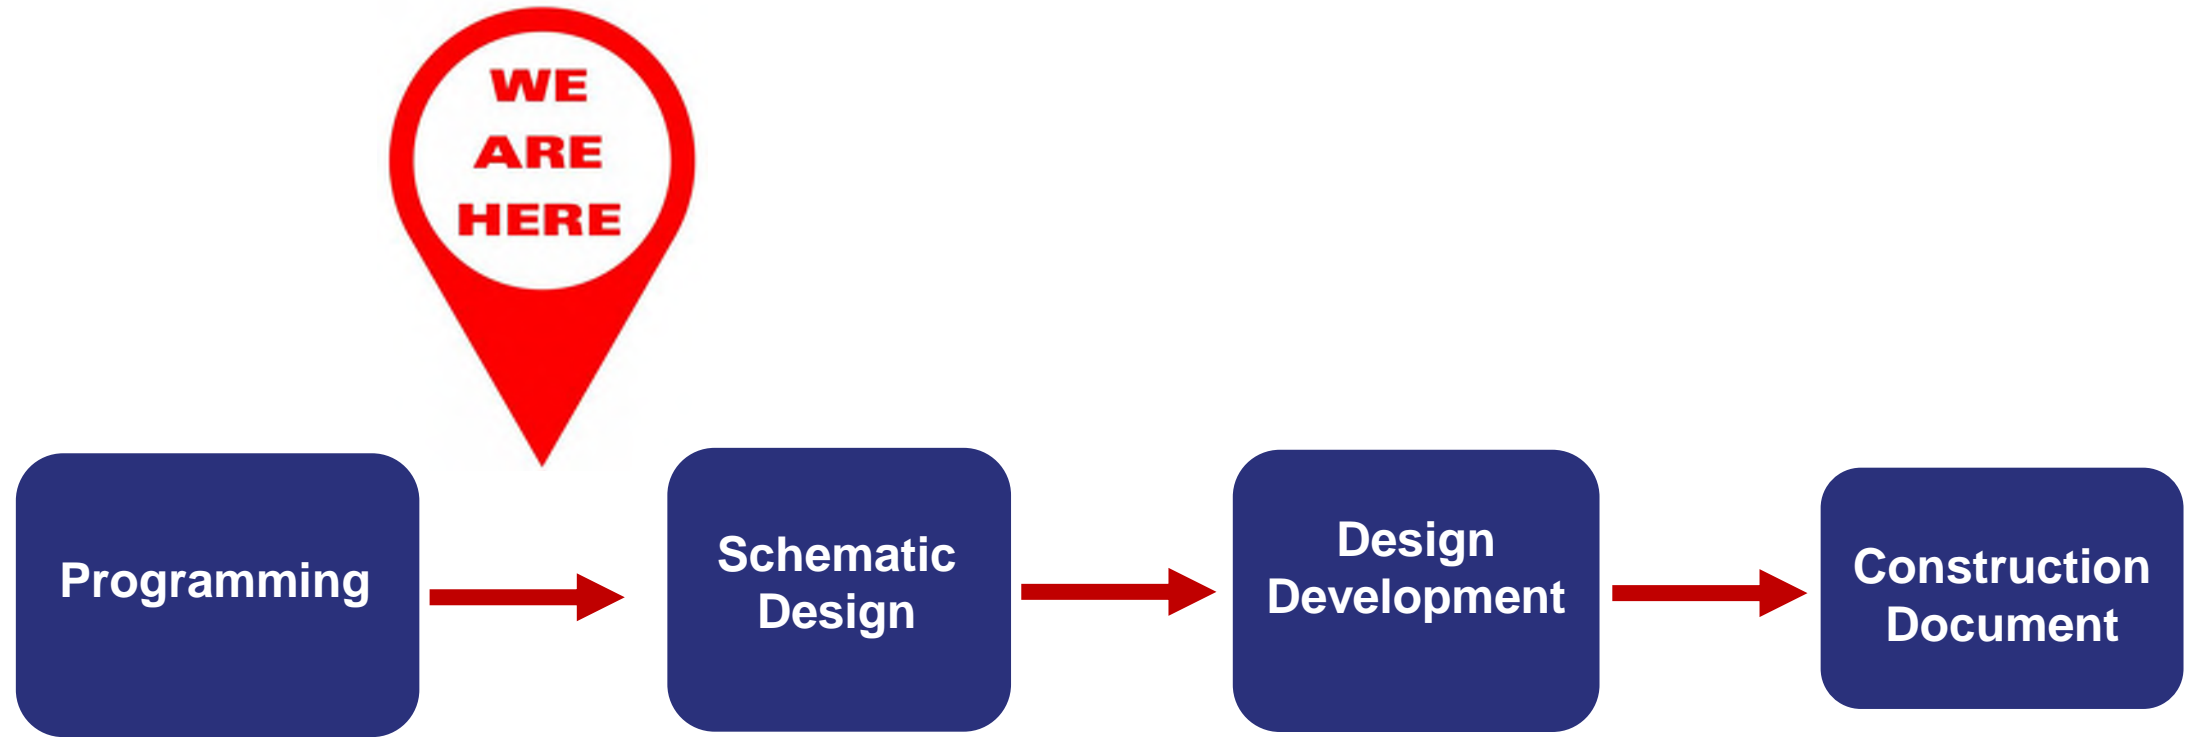 WE
ARE
HERE
Programming
Schematic
Design
Design
Development
Construction
Document